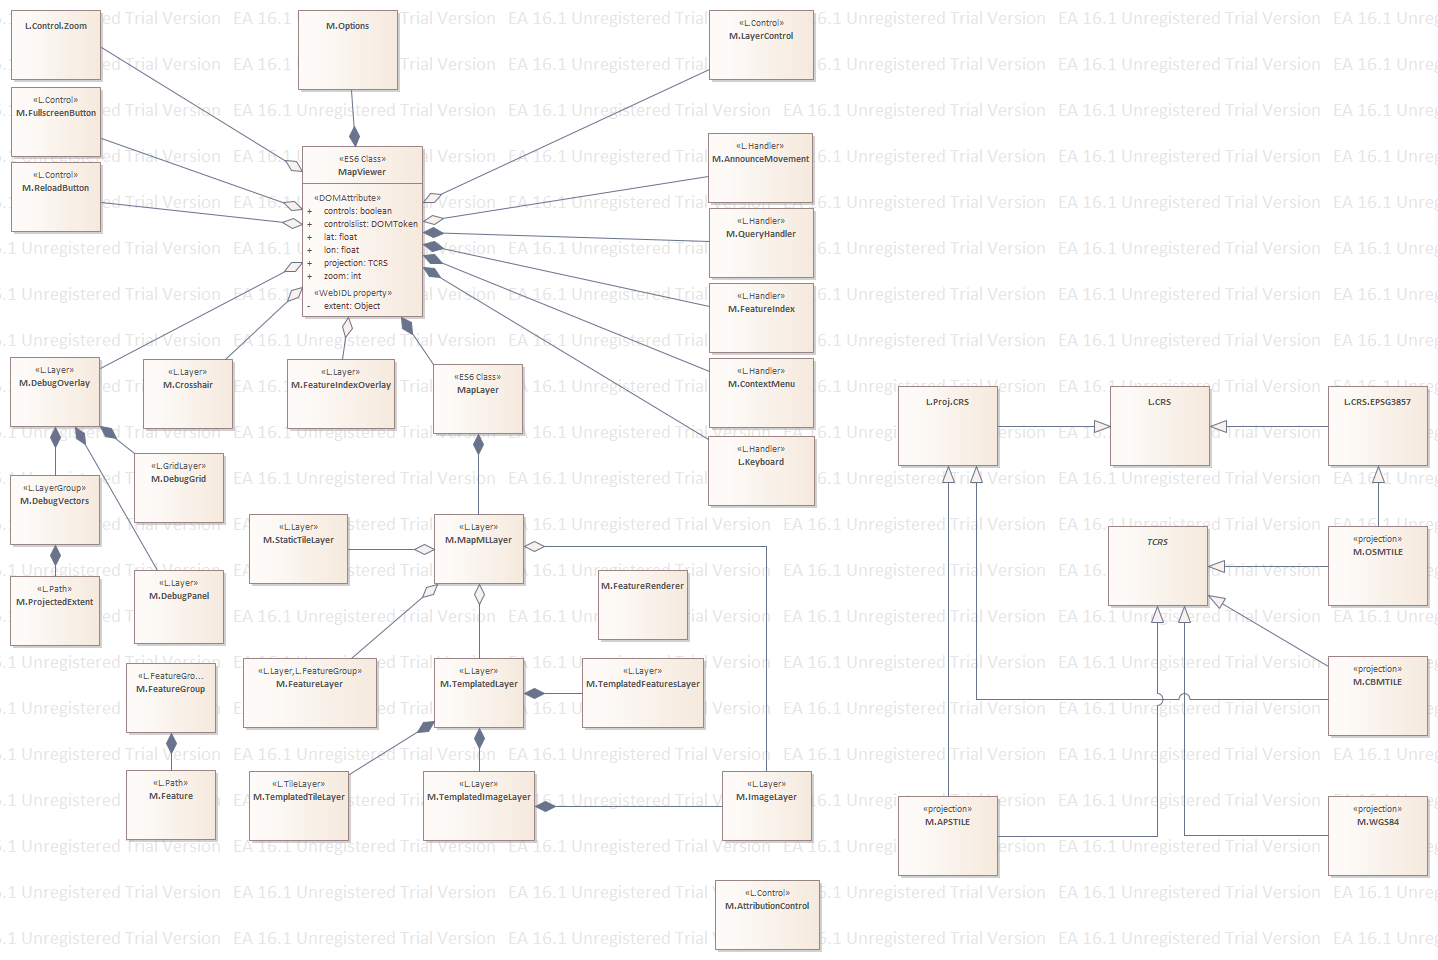 L.Control.Zoom
M.Options
«L.Control»
M.LayerControl
«L.Control»
M.FullscreenButton
«L.Control»
M.ReloadButton
«ES6 Class»
MapViewer
«DOMAttribute»
+ controls: boolean
+ controlslist: DOMToken
+ lat: float
+ lon: float
+ projection: TCRS
+ zoom: int
«WebIDL property»
- extent: Object
«L.Handler»
M.AnnounceMovement
«L.Handler»
M.QueryHandler
«L.Handler»
M.FeatureIndex
«L.Handler»
M.ContextMenu
«L.Handler»
L.Keyboard
«L.Layer»
M.DebugOverlay
«L.Layer»
M.Crosshair
«L.Layer»
M.FeatureIndexOverlay
«ES6 Class»
MapLayer
«L.GridLayer»
M.DebugGrid
«L.LayerGroup»
M.DebugVectors
«L.Path»
M.ProjectedExtent
«L.Layer»
M.DebugPanel
«L.Layer»
M.StaticTileLayer
«L.Layer»
M.MapMLLayer
M.FeatureRenderer
«L.FeatureGro...
M.FeatureGroup
«L.Layer,L.FeatureGroup»
M.FeatureLayer
«L.Layer»
M.TemplatedLayer
«L.Layer»
M.TemplatedFeaturesLayer
«L.Path»
M.Feature
«L.TileLayer»
M.TemplatedTileLayer
«L.Layer»
M.TemplatedImageLayer
«L.Layer»
M.ImageLayer
«L.Control»
M.AttributionControl
L.Proj.CRS
L.CRS
L.CRS.EPSG3857
TCRS
«projection»
M.OSMTILE
«projection»
M.CBMTILE
«projection»
M.APSTILE
«projection»
M.WGS84
EA 16.1 Unregistered Trial Version